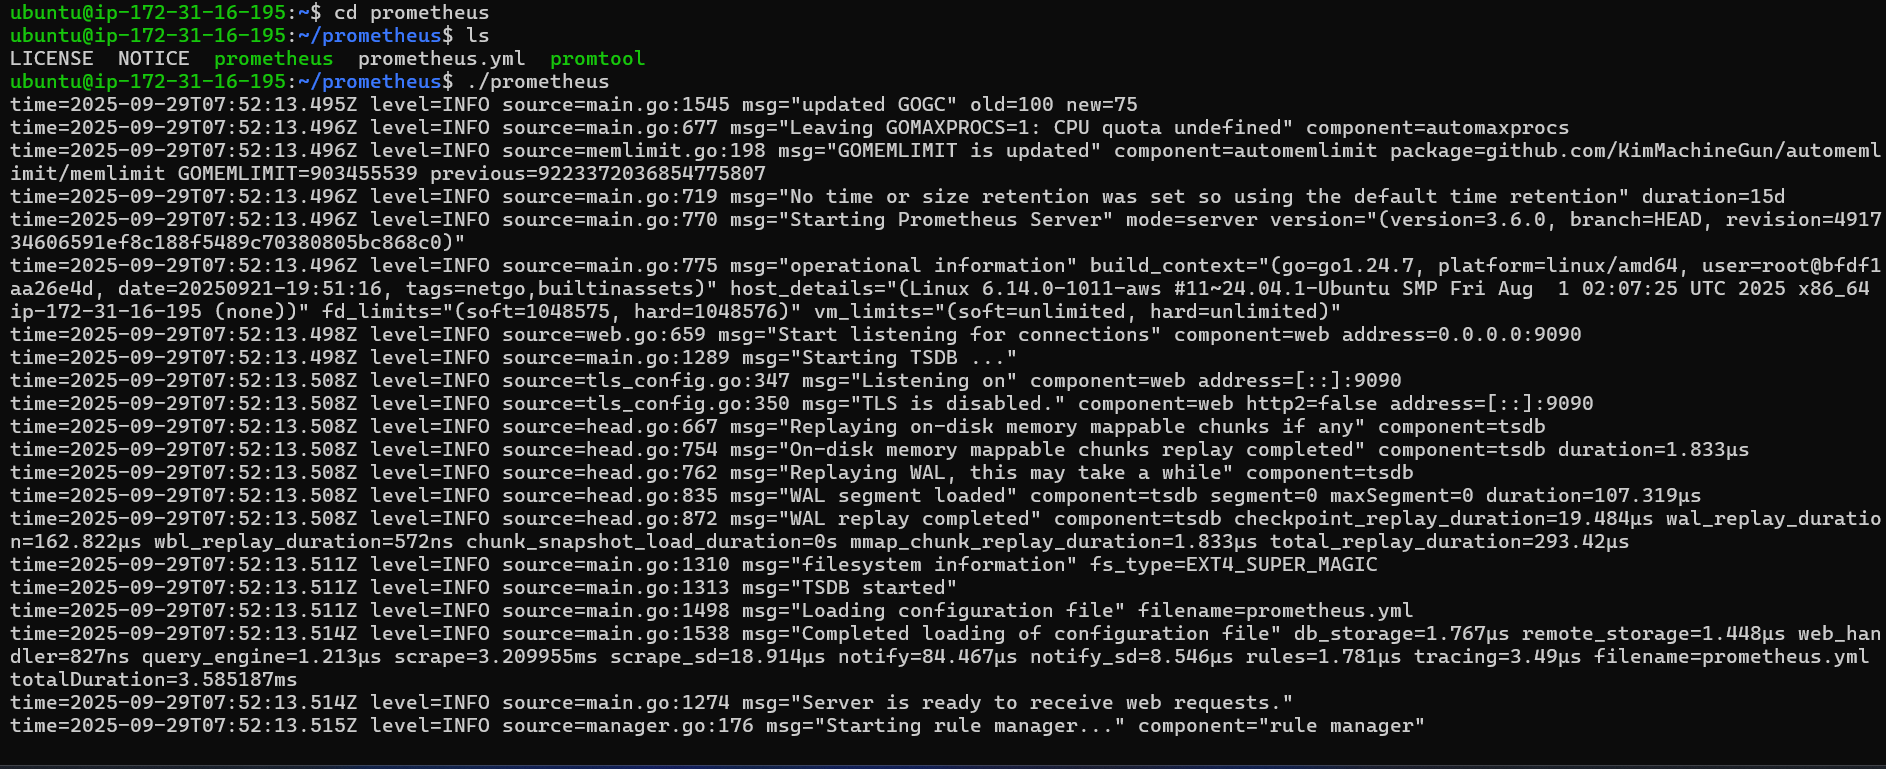 ubuntu@ip-172-31-16-195:~$ cd prometheus
ubuntu@ip-172-31-16-195:~/prometheus$ ls
LICENSE  NOTICE  prometheus  prometheus.yml  promtool
ubuntu@ip-172-31-16-195:~/prometheus$ ./prometheus
time=2025-09-29T07:52:13.495Z level=INFO source=main.go:1545 msg="updated GOGC" old=100 new=75
time=2025-09-29T07:52:13.496Z level=INFO source=main.go:677 msg="Leaving GOMAXPROCS=1: CPU quota undefined" component=automaxprocs
time=2025-09-29T07:52:13.496Z level=INFO source=memlimit.go:198 msg="GOMEMLIMIT is updated" component=automemlimit package=github.com/KimMachineGun/automeml
imit/memlimit GOMEMLIMIT=903455539 previous=9223372036854775807
time=2025-09-29T07:52:13.496Z level=INFO source=main.go:719 msg="No time or size retention was set so using the default time retention" duration=15d
time=2025-09-29T07:52:13.496Z level=INFO source=main.go:770 msg="Starting Prometheus Server" mode=server version="(version=3.6.0, branch=HEAD, revision=4917
34606591ef8c188f5489c70380805bc868c0)"
time=2025-09-29T07:52:13.496Z level=INFO source=main.go:775 msg="operational information" build_context="(go=go1.24.7, platform=linux/amd64, user=root@bfdf1
aa26e4d, date=20250921-19:51:16, tags=netgo,builtinassets)" host_details="(Linux 6.14.0-1011-aws #11~24.04.1-Ubuntu SMP Fri Aug  1 02:07:25 UTC 2025 x86_64
ip-172-31-16-195 (none))" fd_limits="(soft=1048575, hard=1048576)" vm_limits="(soft=unlimited, hard=unlimited)"
time=2025-09-29T07:52:13.498Z level=INFO source=web.go:659 msg="Start listening for connections" component=web address=0.0.0.0:9090
time=2025-09-29T07:52:13.498Z level=INFO source=main.go:1289 msg="Starting TSDB ..."
time=2025-09-29T07:52:13.508Z level=INFO source=tls_config.go:347 msg="Listening on" component=web address=[::]:9090
time=2025-09-29T07:52:13.508Z level=INFO source=tls_config.go:350 msg="TLS is disabled." component=web http2=false address=[::]:9090
time=2025-09-29T07:52:13.508Z level=INFO source=head.go:667 msg="Replaying on-disk memory mappable chunks if any" component=tsdb
time=2025-09-29T07:52:13.508Z level=INFO source=head.go:754 msg="On-disk memory mappable chunks replay completed" component=tsdb duration=1.833µs
time=2025-09-29T07:52:13.508Z level=INFO source=head.go:762 msg="Replaying WAL, this may take a while" component=tsdb
time=2025-09-29T07:52:13.508Z level=INFO source=head.go:835 msg="WAL segment loaded" component=tsdb segment=0 maxSegment=0 duration=107.319µs
time=2025-09-29T07:52:13.508Z level=INFO source=head.go:872 msg="WAL replay completed" component=tsdb checkpoint_replay_duration=19.484µs wal_replay_duratio
n=162.822µs wbl_replay_duration=572ns chunk_snapshot_load_duration=0s mmap_chunk_replay_duration=1.833µs total_replay_duration=293.42µs
time=2025-09-29T07:52:13.511Z level=INFO source=main.go:1310 msg="filesystem information" fs_type=EXT4_SUPER_MAGIC
time=2025-09-29T07:52:13.511Z level=INFO source=main.go:1313 msg="TSDB started"
time=2025-09-29T07:52:13.511Z level=INFO source=main.go:1498 msg="Loading configuration file" filename=prometheus.yml
time=2025-09-29T07:52:13.514Z level=INFO source=main.go:1538 msg="Completed loading of configuration file" db_storage=1.767µs remote_storage=1.448µs web_han
dler=827ns query_engine=1.213µs scrape=3.209955ms scrape_sd=18.914µs notify=84.467µs notify_sd=8.546µs rules=1.781µs tracing=3.49µs filename=prometheus.yml
totalDuration=3.585187ms
time=2025-09-29T07:52:13.514Z level=INFO source=main.go:1274 msg="Server is ready to receive web requests."
time=2025-09-29T07:52:13.515Z level=INFO source=manager.go:176 msg="Starting rule manager..." component="rule manager"